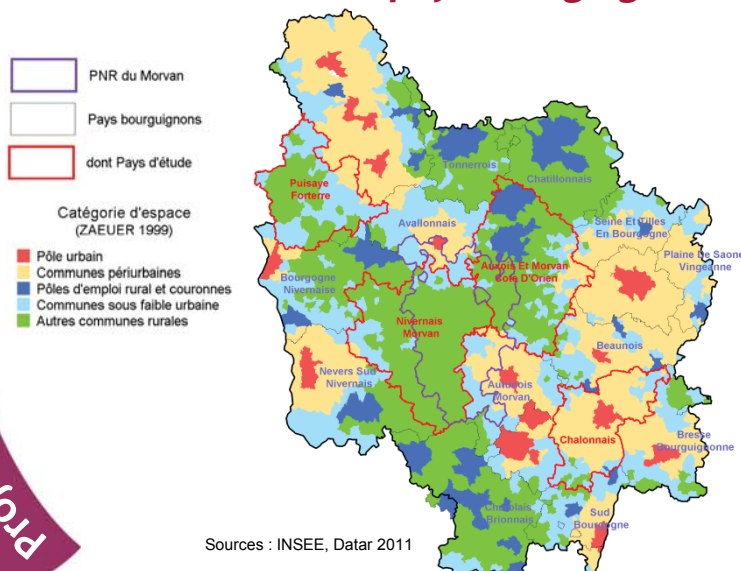 PNR du Morvan
Pays bourguignons
dont Pays d'étude
Catégorie d'espace
(ZAEUER 1999)
Pôle urbain
Communes périurbaines
Pôles d'emploi rural et couronnes
Communes sous faible urbaine
Autres communes rurales
Tonnerrois
Chatillonnais
Puisaye
Forterre
Avallonnais
Seine Et Tilles
En Bourgogne
Plaine De Saone
Vingeanne
Auxois Et Morvan
Cote D'Orien
Bourgogne
Nivernaise
Nivernais
Morvan
Beaunois
Nevers Sud
Nivernais
Autunois
Morvan
Chalonnais
Bresse
Bourguignonne
Charolais
Brionnais
Sud
Bourgogne
Sources : INSEE, Datar 2011
Proj